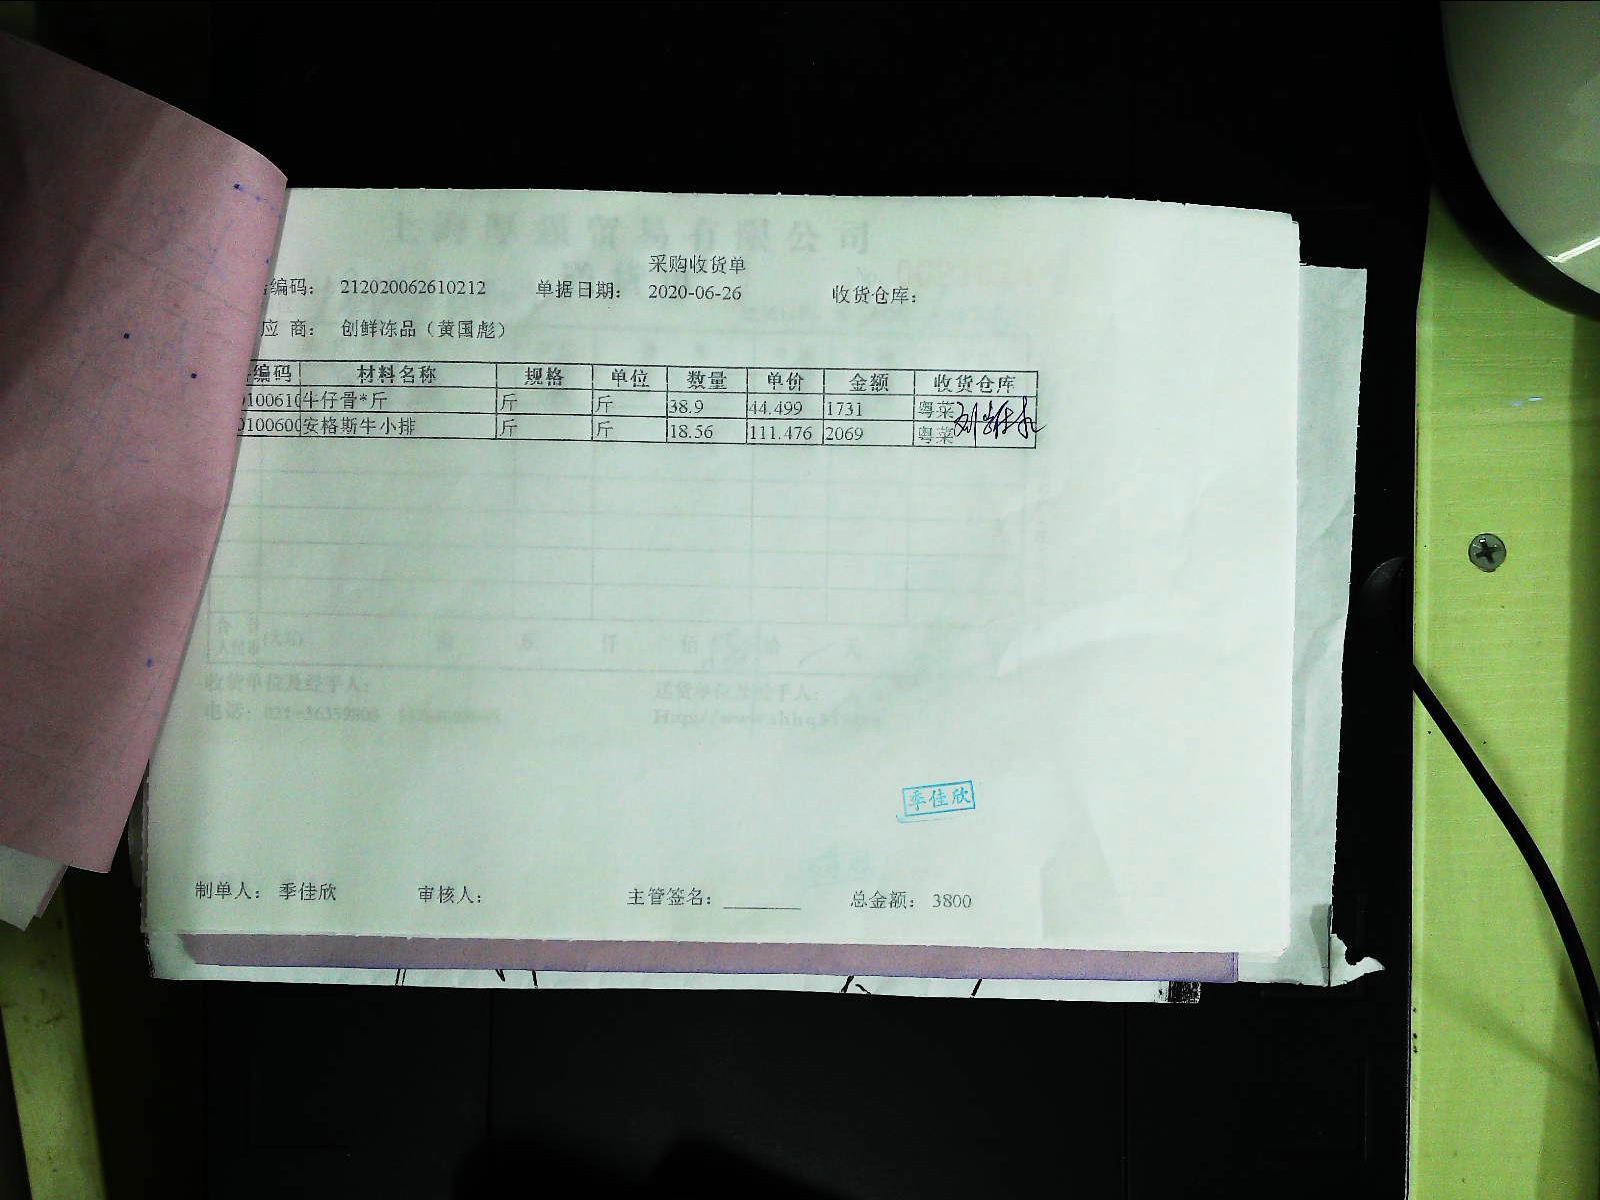 采购收货单
编码： 212020062610212 单据日期： 2020-06-26 收货仓库：
应 商： 创鲜冻品（黄国彪）
编码 材料名称 规格 单位 数量 单价 金额 收货仓库
010061 牛仔骨*斤 斤 斤 38.9 44.499 1731 粤菜
0100600 安格斯牛小排 斤 斤 18.56 111.476 2069 粤菜
季佳欣
制单人： 季佳欣 审核人： 主管签名： 总金额： 3800